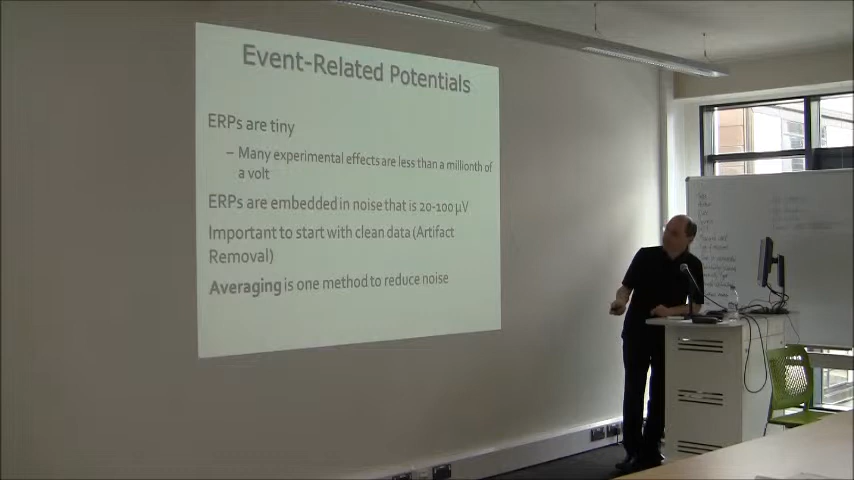 Event-Related Potentials
ERPs are tiny
– Many experimental effects are less than a millionth of
a volt
ERPs are embedded in noise that is 20-100 µV
Important to start with clean data (Artifact
Removal)
Averaging is one method to reduce noise